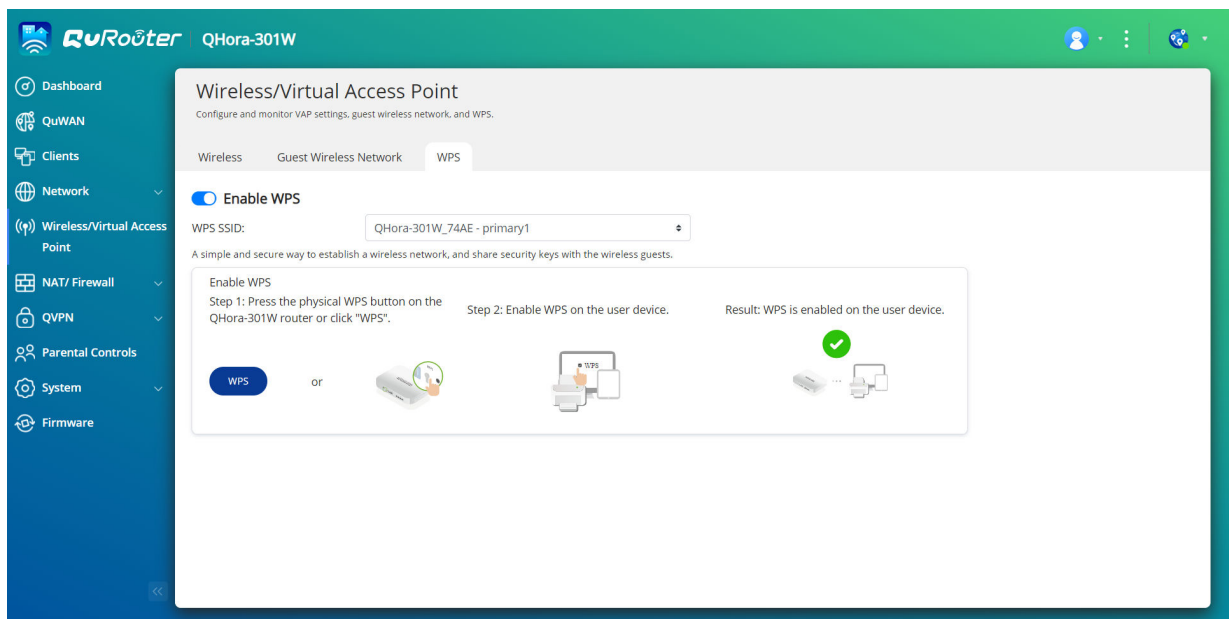 QuRoûter QHora-301W
Dashboard
QuWAN
Clients
Network
Wireless/Virtual Access
Point
NAT/ Firewall
QVPN
Parental Controls
System
Firmware
Wireless/Virtual Access Point
Configure and monitor VAP settings, guest wireless network, and WPS.
Wireless Guest Wireless Network WPS
Enable WPS
WPS SSID: QHora-301W_74AE - primary1
A simple and secure way to establish a wireless network, and share security keys with the wireless guests.
Enable WPS
Step 1: Press the physical WPS button on the
QHora-301W router or click "WPS".
Step 2: Enable WPS on the user device.
Result: WPS is enabled on the user device.
WPS or
WPS